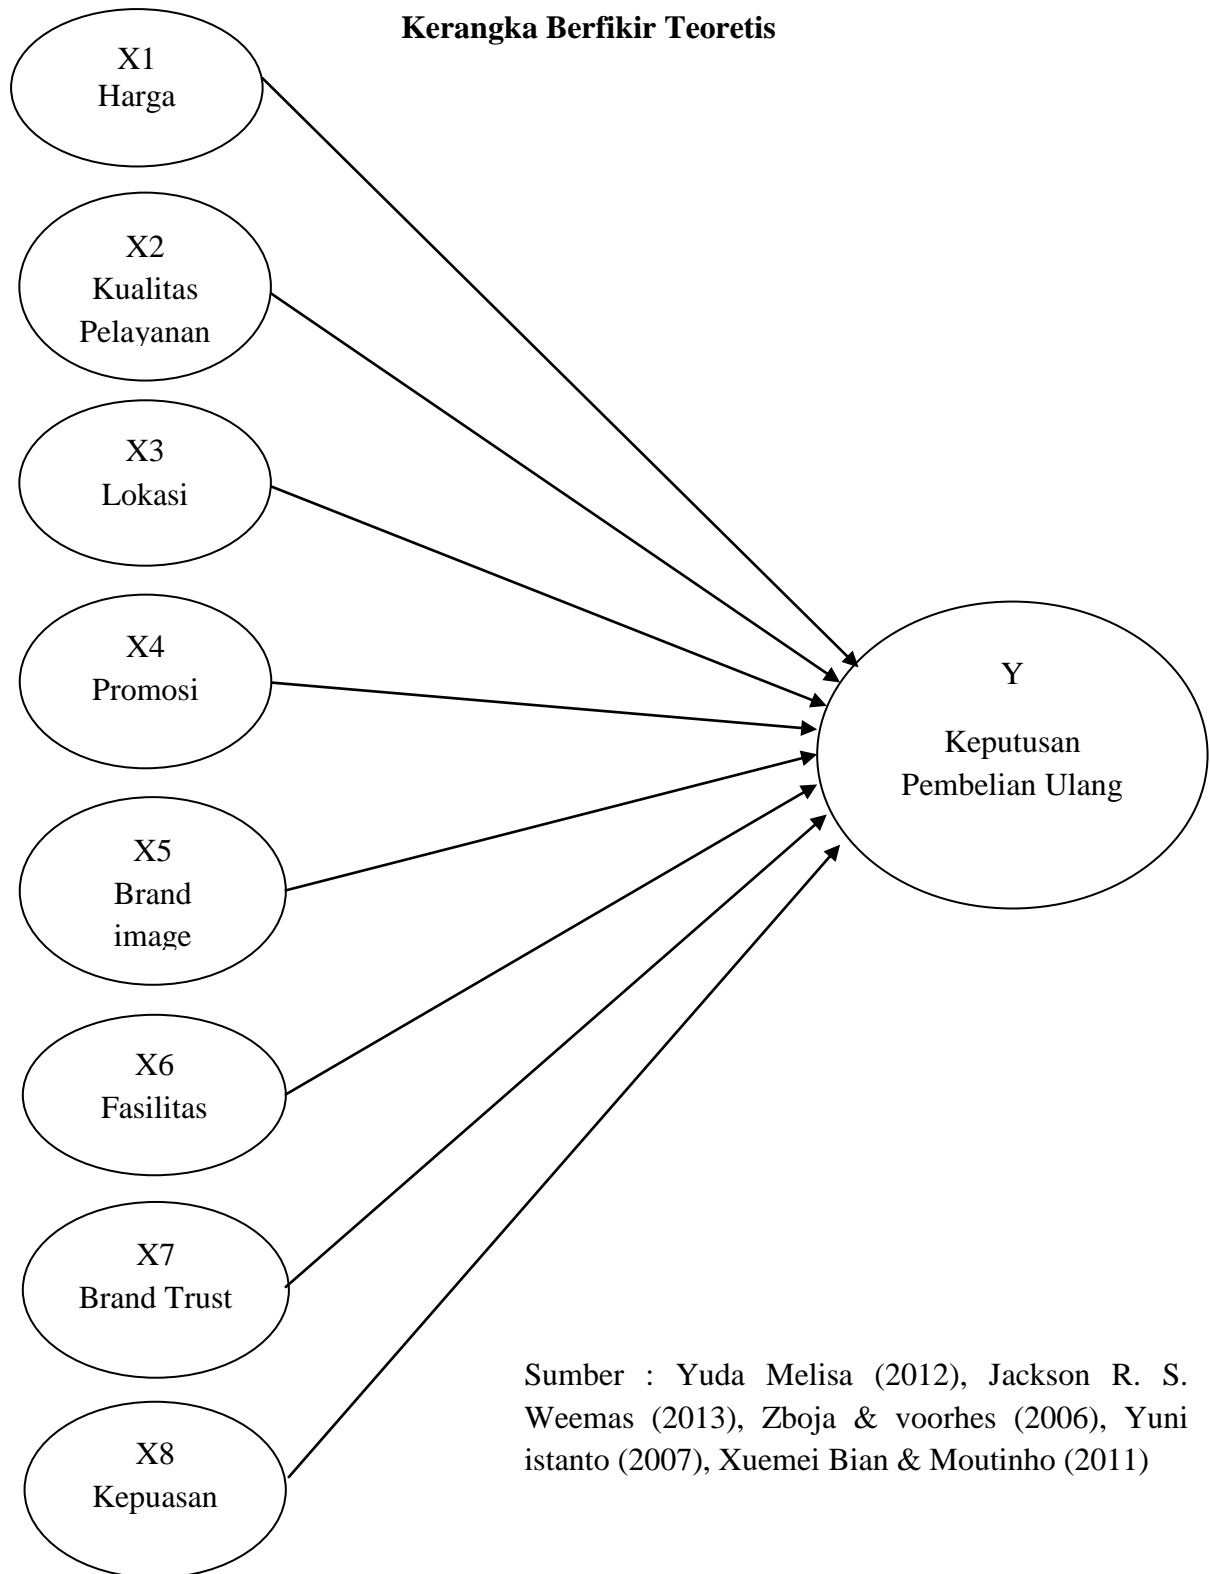 Kerangka Berfikir Teoretis
X1
Harga
X2
Kualitas
Pelayanan
X3
Lokasi
X4
Promosi
X5
Brand
image
X6
Fasilitas
X7
Brand Trust
X8
Kepuasan
Y
Keputusan
Pembelian Ulang
Sumber : Yuda Melisa (2012), Jackson R. S.
Weemas (2013), Zboja & voorhes (2006), Yuni
istanto (2007), Xuemei Bian & Moutinho (2011)